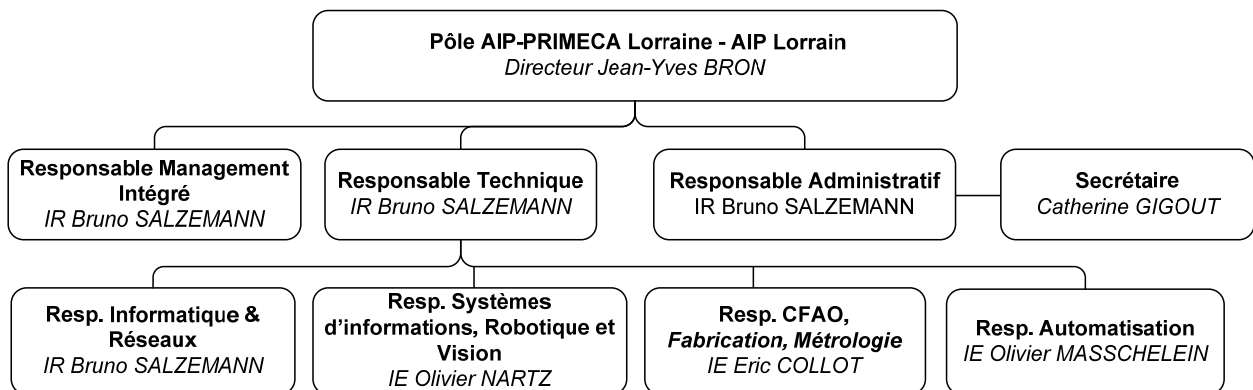 Pôle AIP-PRIMECA Lorraine - AIP Lorrain
Directeur Jean-Yves BRON
Responsable Management
Intégré
IR Bruno SALZEMANN
Responsable Technique
IR Bruno SALZEMANN
Responsable Administratif
IR Bruno SALZEMANN
Secrétaire
Catherine GIGOUT
Resp. Informatique &
Réseaux
IR Bruno SALZEMANN
Resp. Systèmes
d’informations, Robotique et
Vision
IE Olivier NARTZ
Resp. CFAO,
Fabrication, Métrologie
IE Eric COLLOT
Resp. Automatisation
IE Olivier MASSCHELEIN